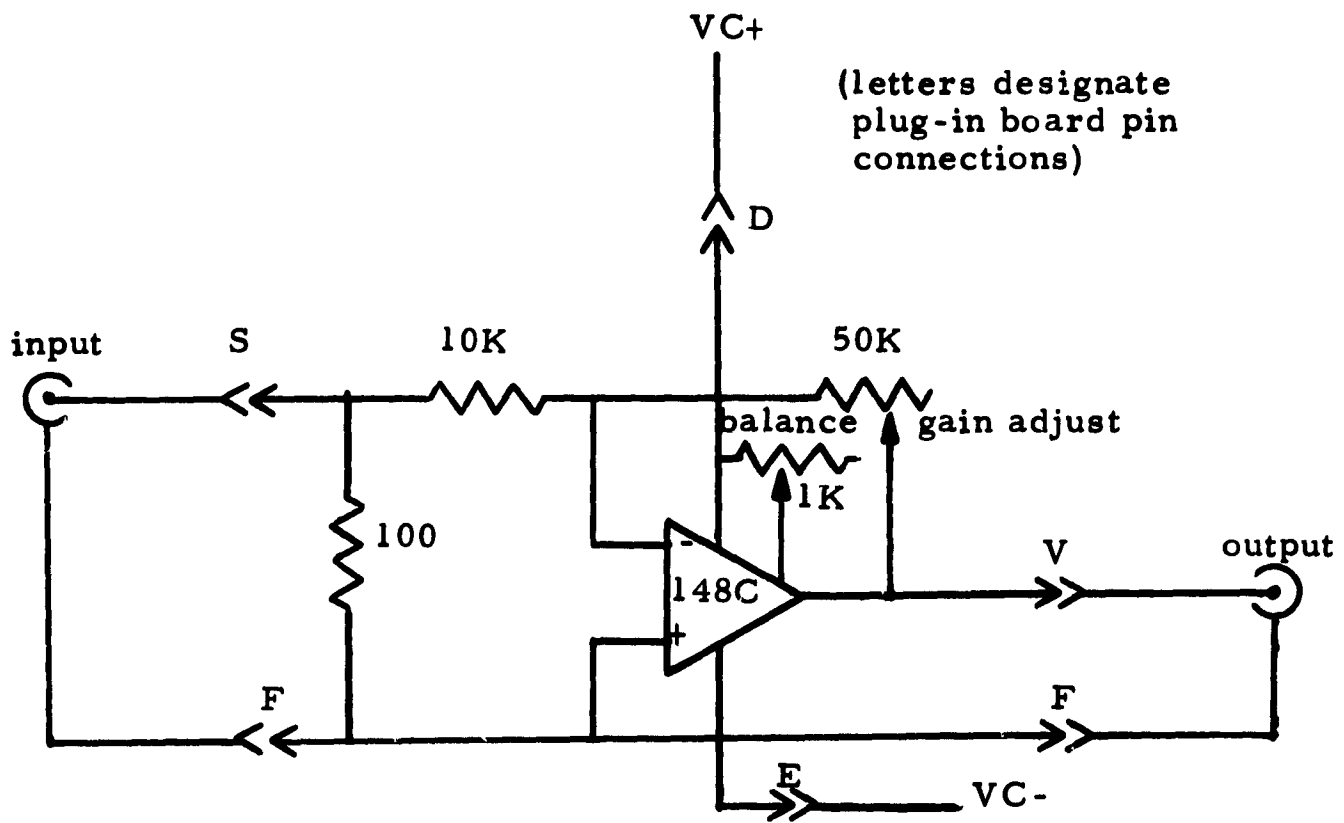 VC+
(letters designate
plug-in board pin
connections)
D
input
S
10K
50K
balance
gain adjust
1K
100
-
148C
+
V
output
F
F
E
VC-